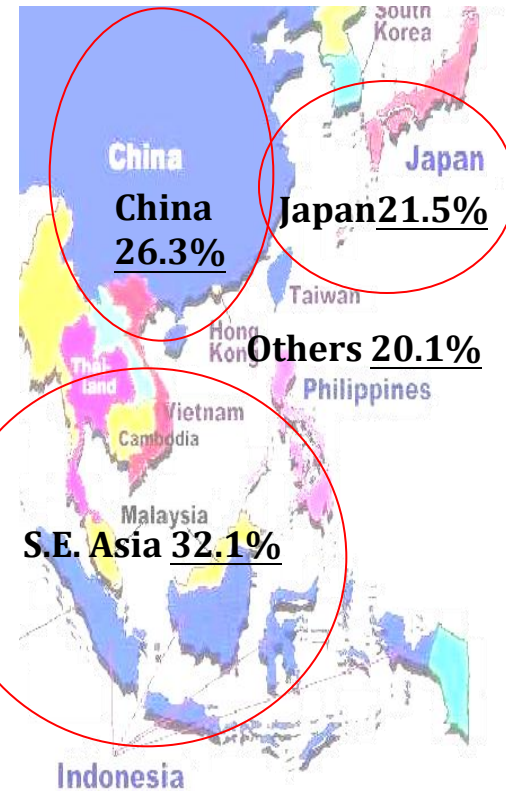 South
Korea
China
Japan
China
26.3%
Japan21.5%
Taiwan
Hong
Kong
Others 20.1%
Thai-
land
Philippines
Vietnam
Cambodia
Malaysia
S.E. Asia 32.1%
Indonesia